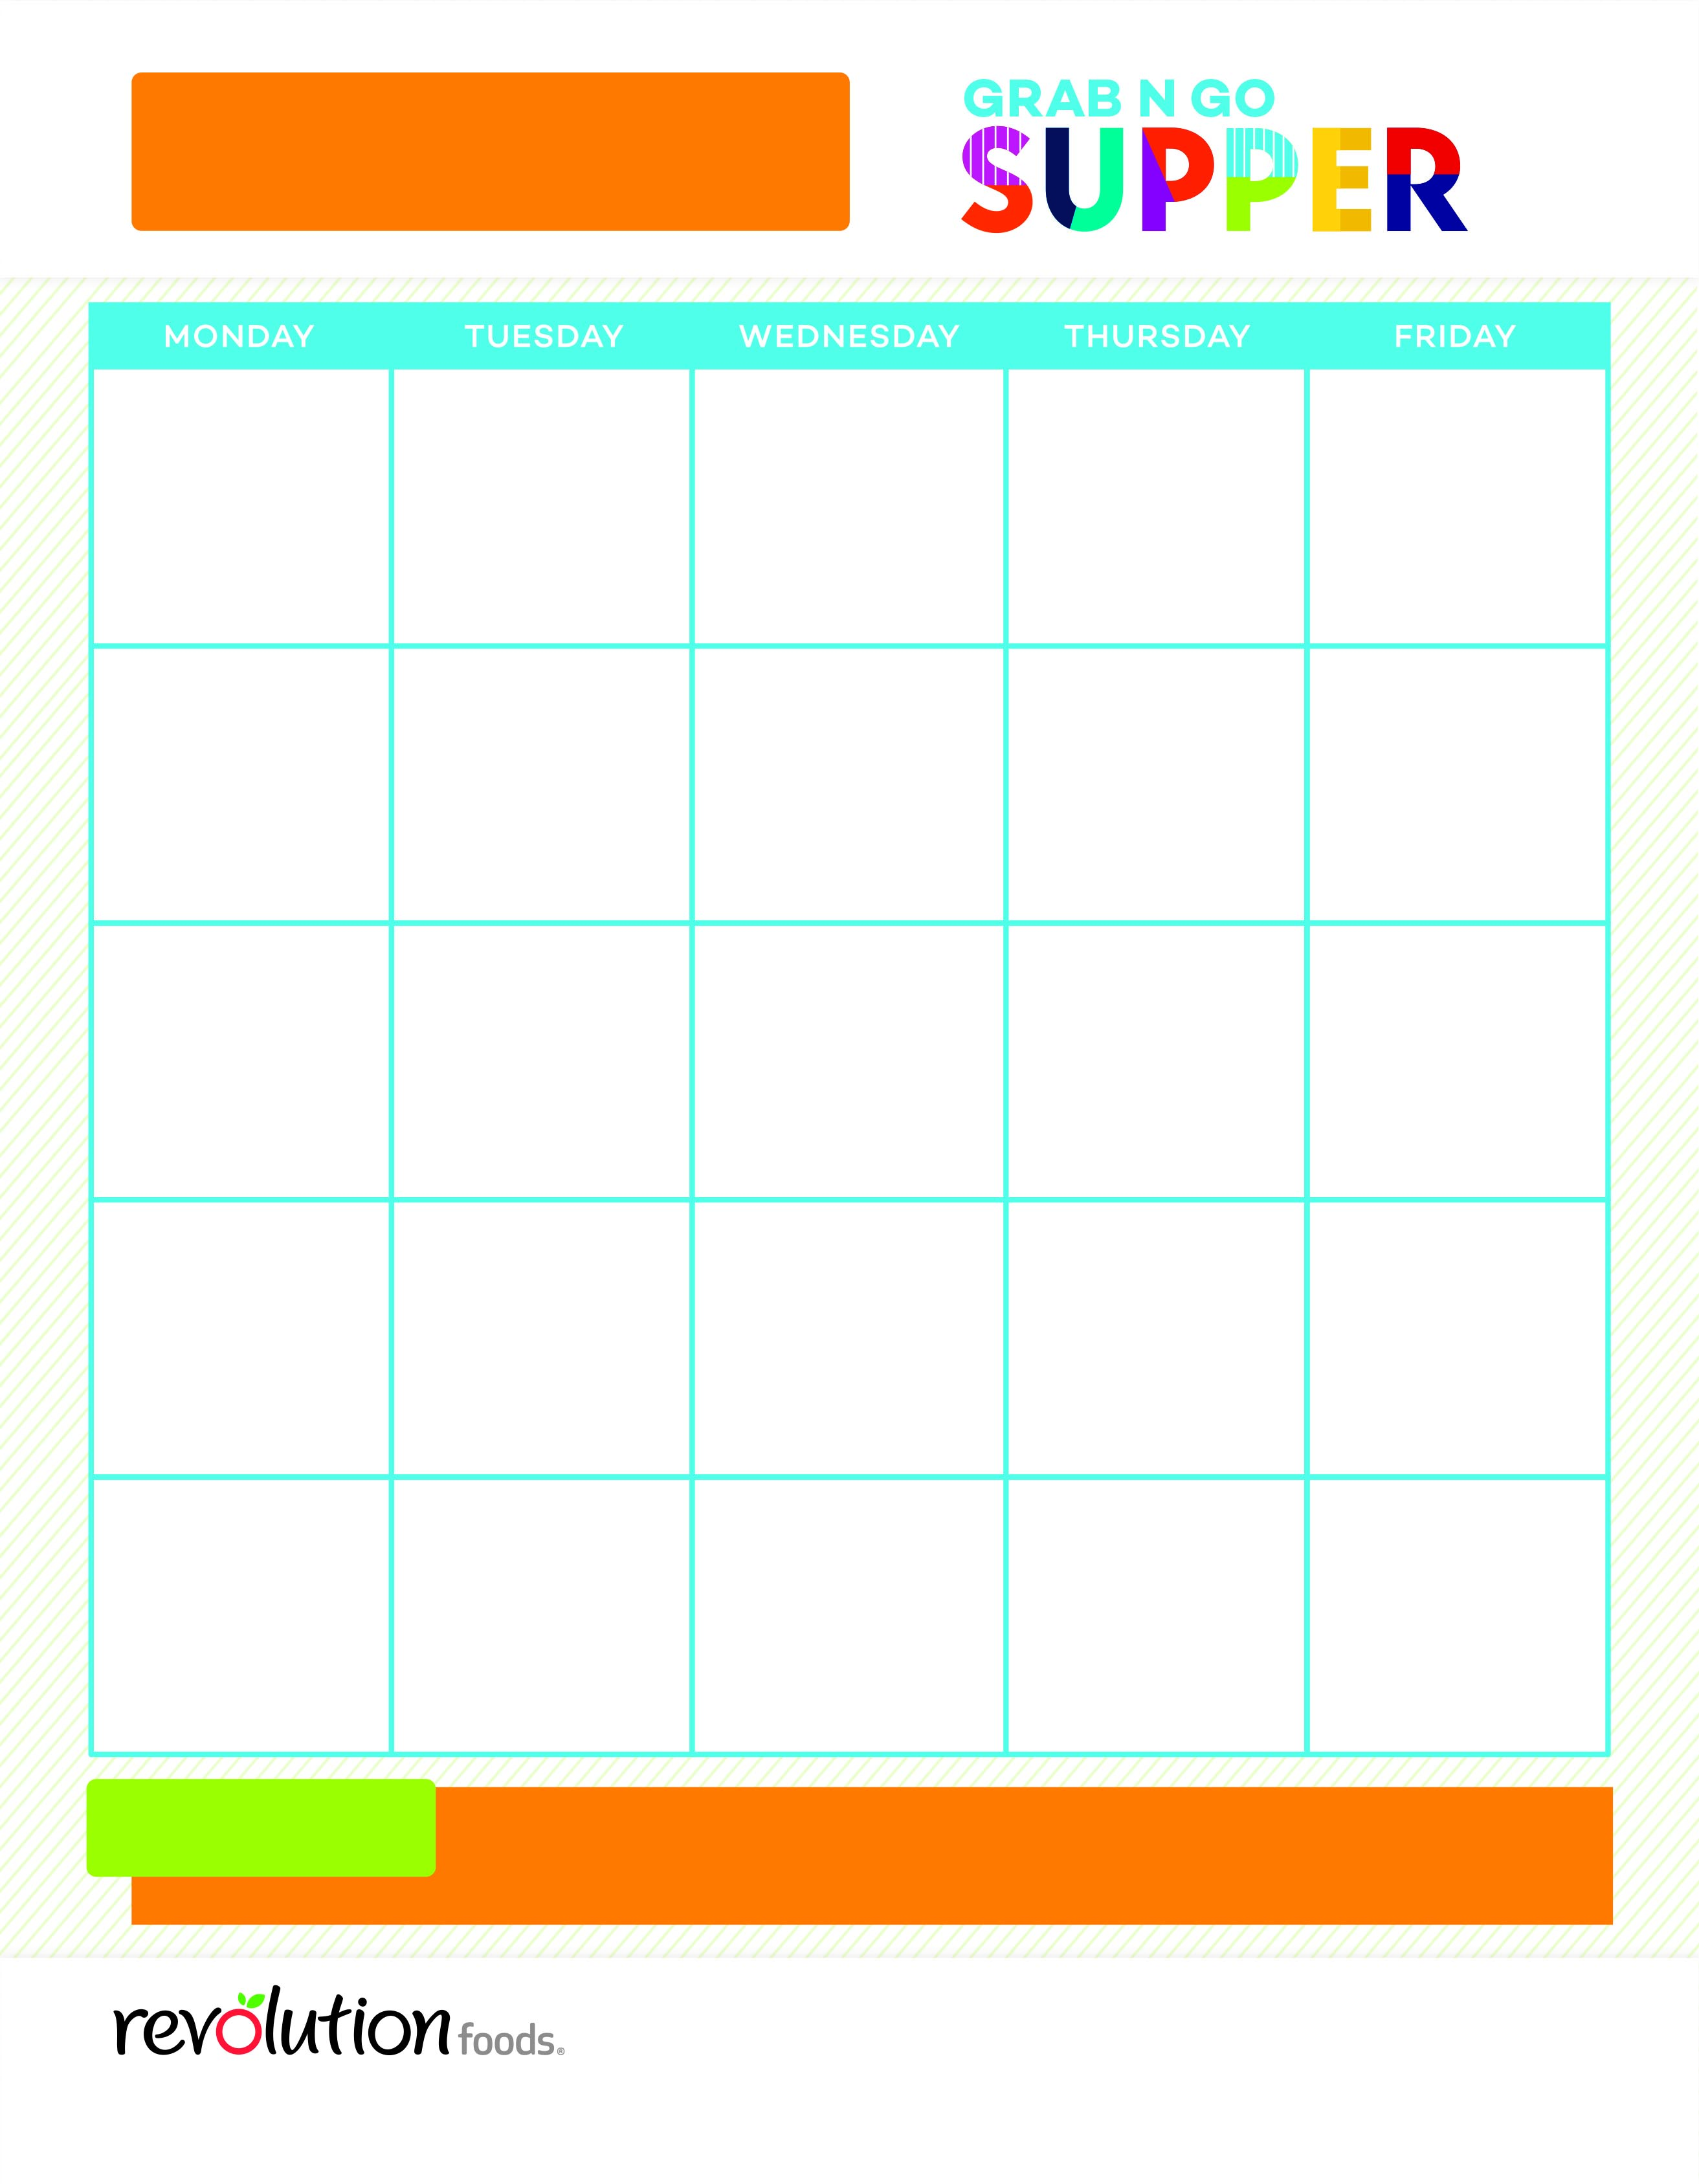 GRAB N GO
SUPPER
MONDAY TUESDAY WEDNESDAY THURSDAY FRIDAY
revolution foods®